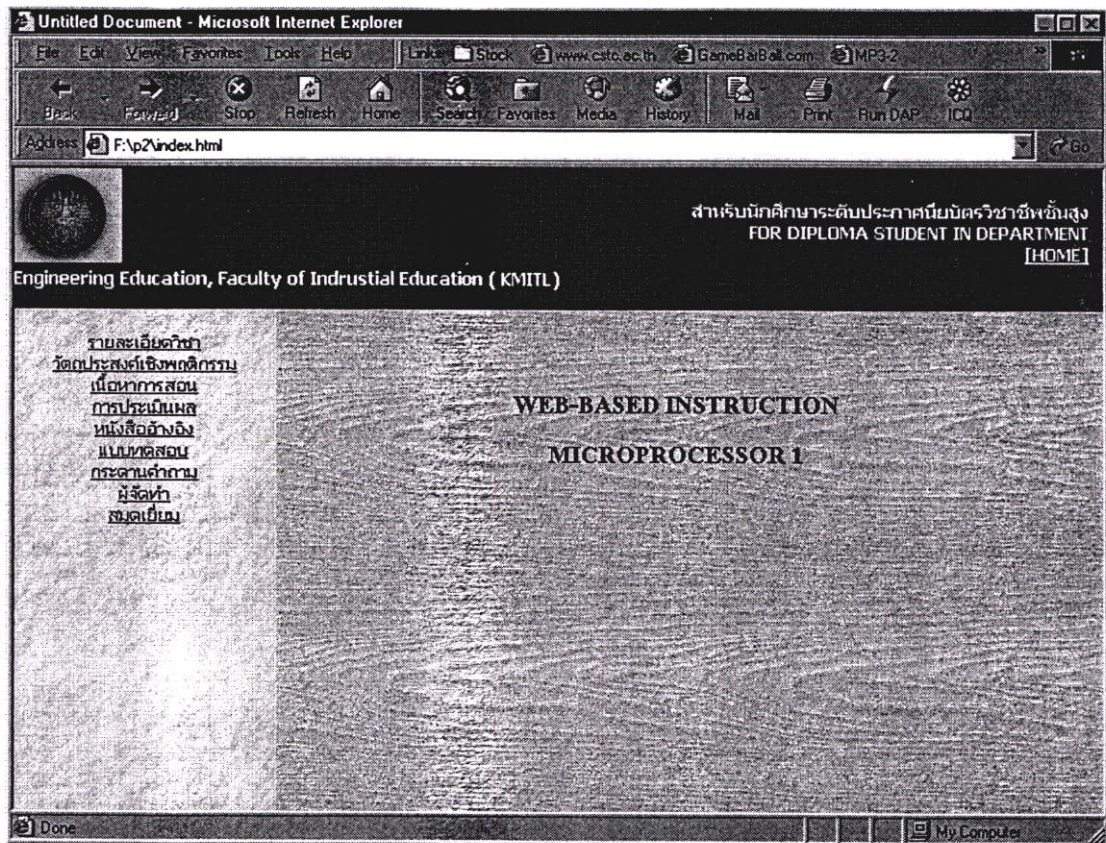 Untitled Document - Microsoft Internet Explorer
File Edit View Favorites Tools Help Links Stock www.cstc.ac.th GameBarBall.com MP3-2 »
Back Forward Stop Refresh Home Search Favorites Media History Mail Print Run DAP ICQ
Address F:\p2\index.html Go
สำหรับนักศึกษาระดับประกาศนียบัตรวิชาชีพชั้นสูง
FOR DIPLOMA STUDENT IN DEPARTMENT
[HOME]
Engineering Education, Faculty of Indrustial Education ( KMITL )
รายละเอียดวิชา
วัตถุประสงค์เชิงพฤติกรรม
เนื้อหาการสอน
การประเมินผล
หนังสืออ้างอิง
แบบทดสอบ
กระดานคำถาม
ผู้จัดทำ
สมุดเยี่ยม
WEB-BASED INSTRUCTION
MICROPROCESSOR 1
Done My Computer